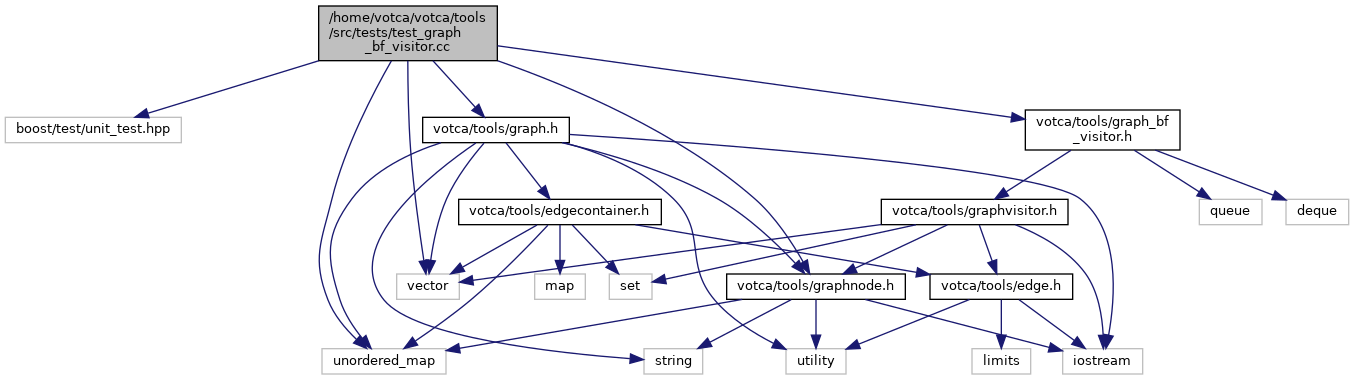 /home/votca/votca/tools
/src/tests/test_graph
_bf_visitor.cc
boost/test/unit_test.hpp
votca/tools/graph.h
votca/tools/graph_bf
_visitor.h
votca/tools/edgecontainer.h
votca/tools/graphvisitor.h
queue
deque
vector
map
set
votca/tools/graphnode.h
votca/tools/edge.h
unordered_map
string
utility
limits
iostream